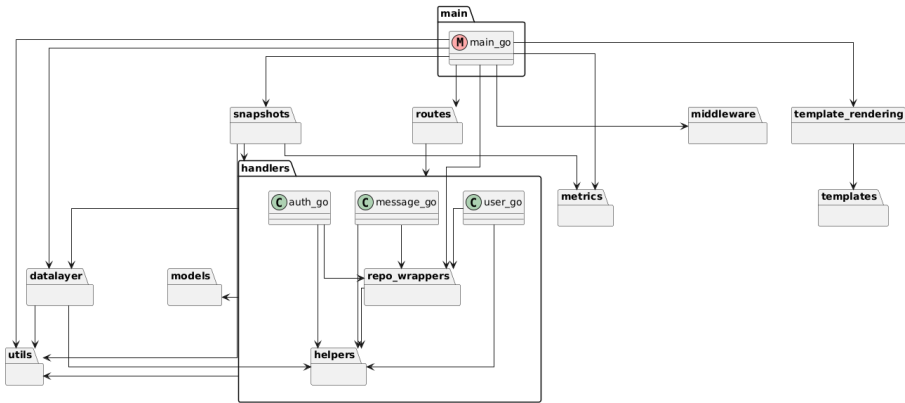 main
M main_go
snapshots
routes
middleware
template_rendering
handlers
C auth_go
C message_go
C user_go
metrics
templates
datalayer
models
repo_wrappers
utils
helpers